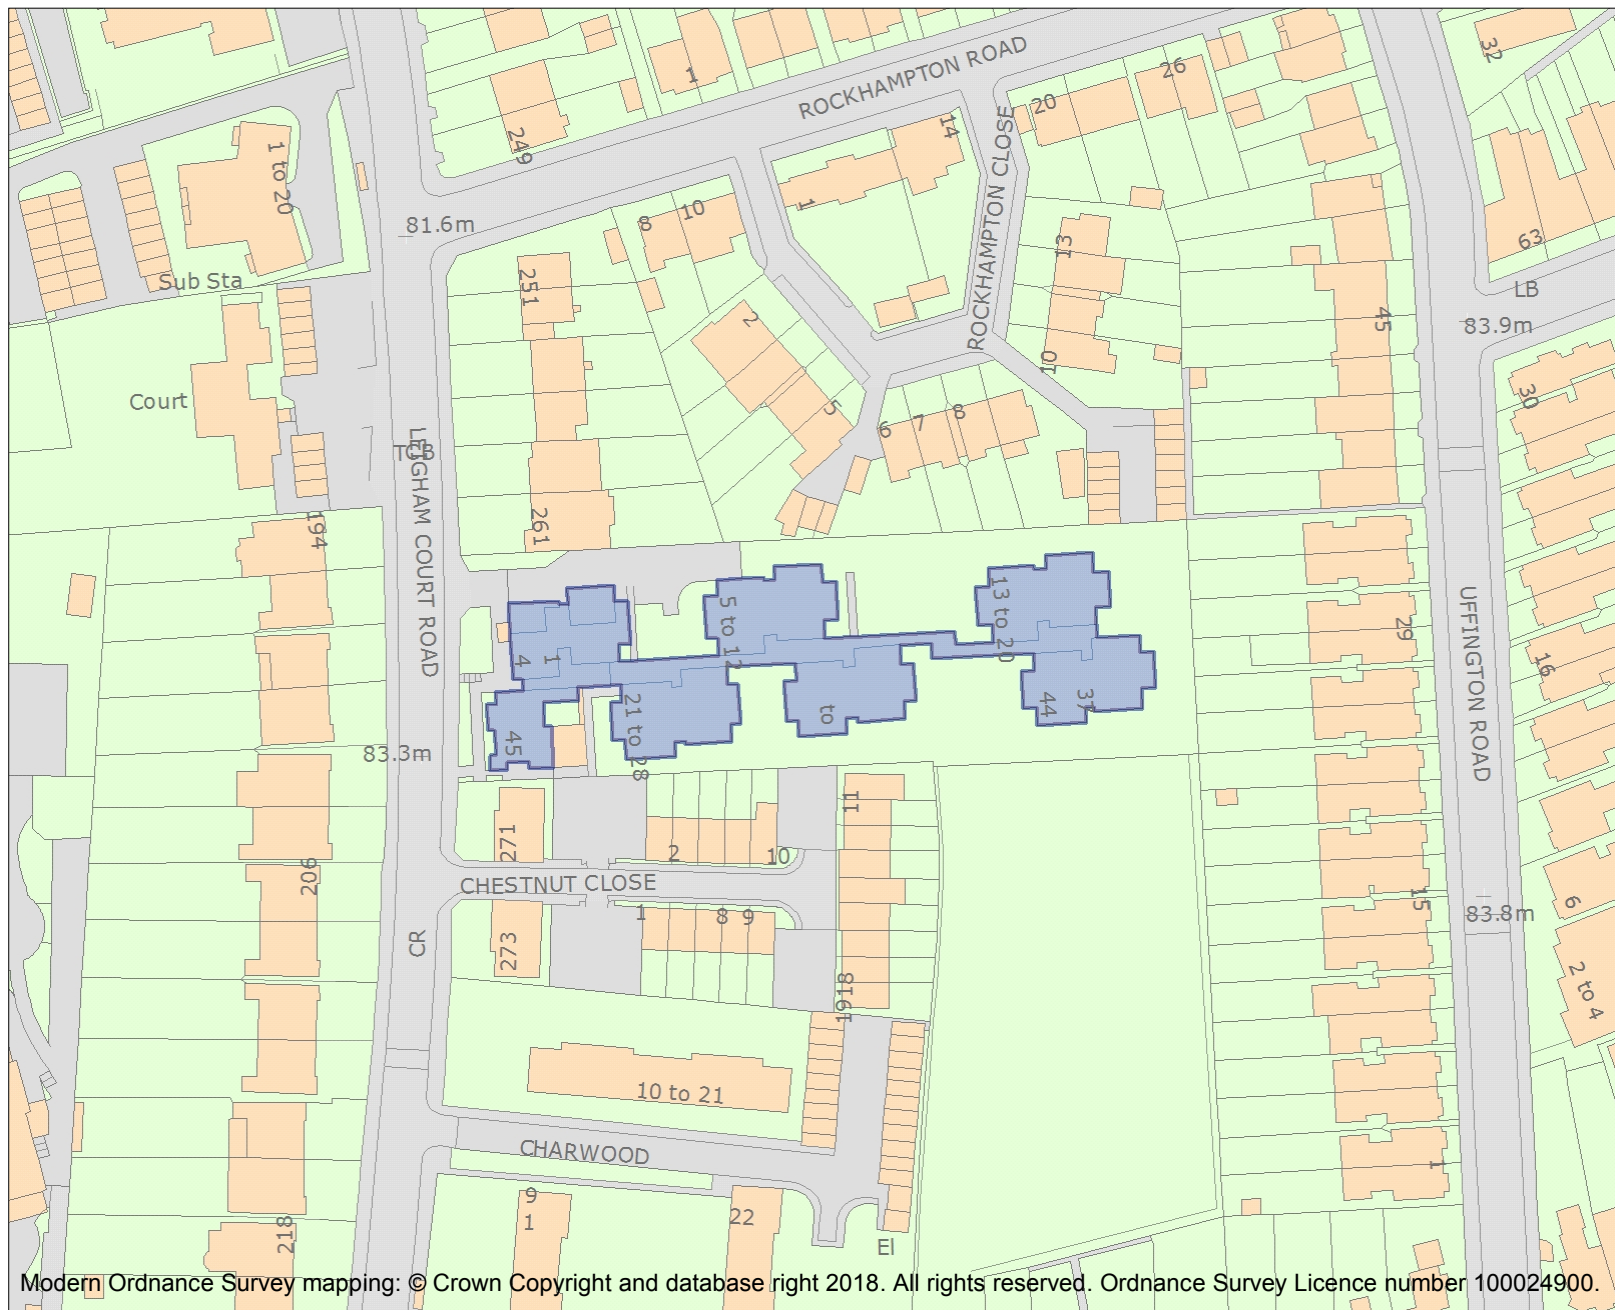 ROCKHAMPTON ROAD
1
249
26
20
32
1 to 20
14
ROCKHAMPTON CLOSE
1
8
10
81.6m
13
63
Sub Sta
251
2
LB
45
83.9m
10
Court
5
6
7
8
30
TCB
LEIGHAM COURT ROAD
194
261
UFFINGTON ROAD
5 to 12
13 to 20
29
4
1
16
21 to 28
to
44
37
45
83.3m
11
271
2
10
206
CHESTNUT CLOSE
1
8
9
15
6
83.8m
CR
273
1918
2 to 4
10 to 21
CHARWOOD
1
9
1
22
218
El
Modern Ordnance Survey mapping: © Crown Copyright and database right 2018. All rights reserved. Ordnance Survey Licence number 100024900.